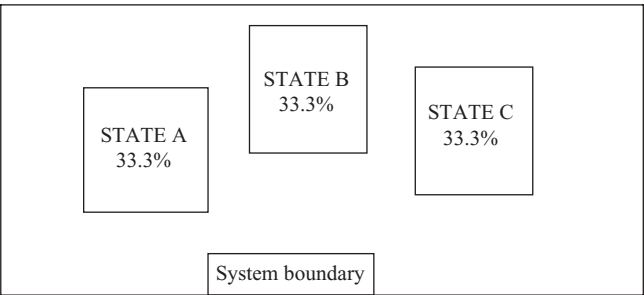 STATE A
33.3%
STATE B
33.3%
STATE C
33.3%
System boundary